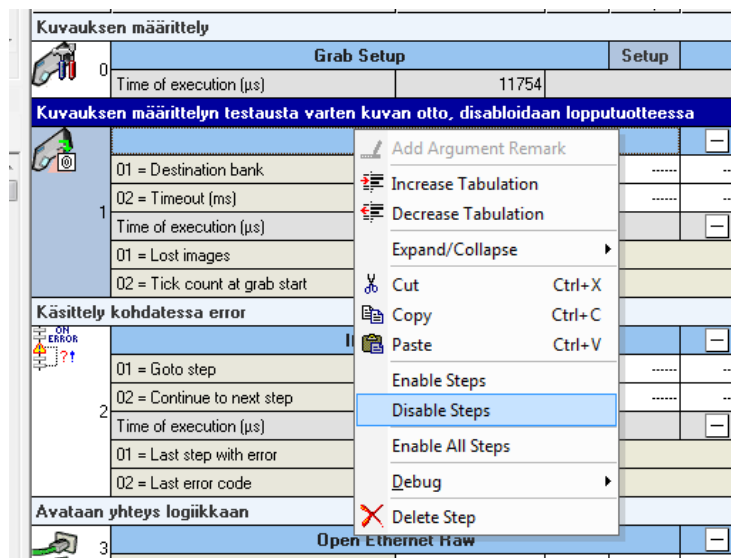 Kuvauksen määrittely
0
Grab Setup
Setup
Time of execution (µs)
11754
Kuvauksen määrittelyn testausta varten kuvan otto, disabloidaan lopputuotteessa
1
01 = Destination bank
02 = Timeout (ms)
Time of execution (µs)
01 = Lost images
02 = Tick count at grab start
Add Argument Remark
Increase Tabulation
Decrease Tabulation
Expand/Collapse
Cut Ctrl+X
Copy Ctrl+C
Paste Ctrl+V
Enable Steps
Disable Steps
Enable All Steps
Debug
Delete Step
Käsittely kohdatessa error
ON
ERROR
?!
2
01 = Goto step
02 = Continue to next step
Time of execution (µs)
01 = Last step with error
02 = Last error code
Avataan yhteys logiikkaan
3
Open Ethernet Raw